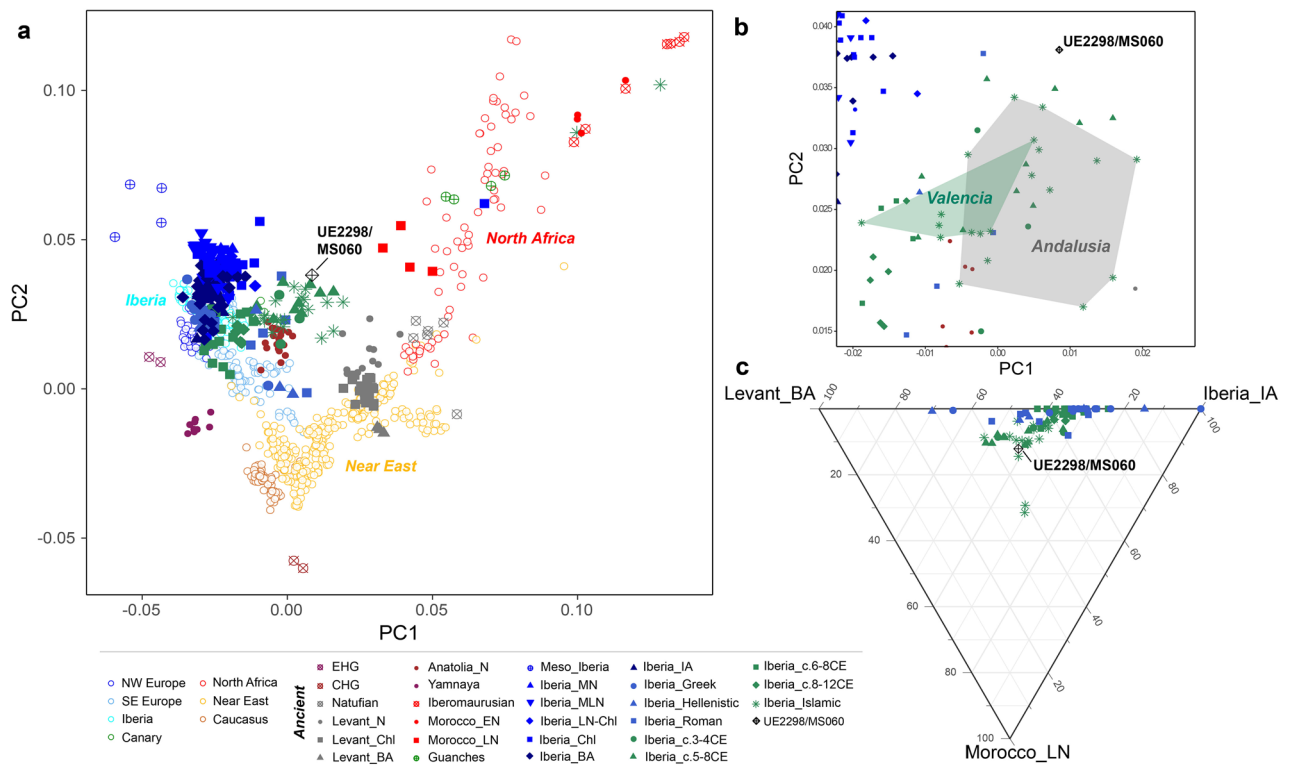 a
PC2
0.10
0.05
0.00
-0.05
UE2298/
MS060
Iberia
North Africa
Near East
-0.05
0.00
0.05
0.10
PC1
b
PC2
0.040
0.035
0.030
0.025
0.020
0.015
UE2298/MS060
Valencia
Andalusia
-0.02
-0.01
0.00
0.01
0.02
PC1
c
Levant_BA
100
80
60
40
20
Iberia_IA
100
80
60
40
20
UE2298/MS060
20
40
60
80
100
Morocco_LN
NW Europe
SE Europe
Iberia
Canary
North Africa
Near East
Caucasus
Ancient
EHG
CHG
Natufian
Levant_N
Levant_Chl
Levant_BA
Anatolia_N
Yamnaya
Iberomaurusian
Morocco_EN
Morocco_LN
Guanches
Meso_Iberia
Iberia_MN
Iberia_MLN
Iberia_LN-Chl
Iberia_Chl
Iberia_BA
Iberia_IA
Iberia_Greek
Iberia_Hellenistic
Iberia_Roman
Iberia_c.3-4CE
Iberia_c.5-8CE
Iberia_c.6-8CE
Iberia_c.8-12CE
Iberia_Islamic
UE2298/MS060